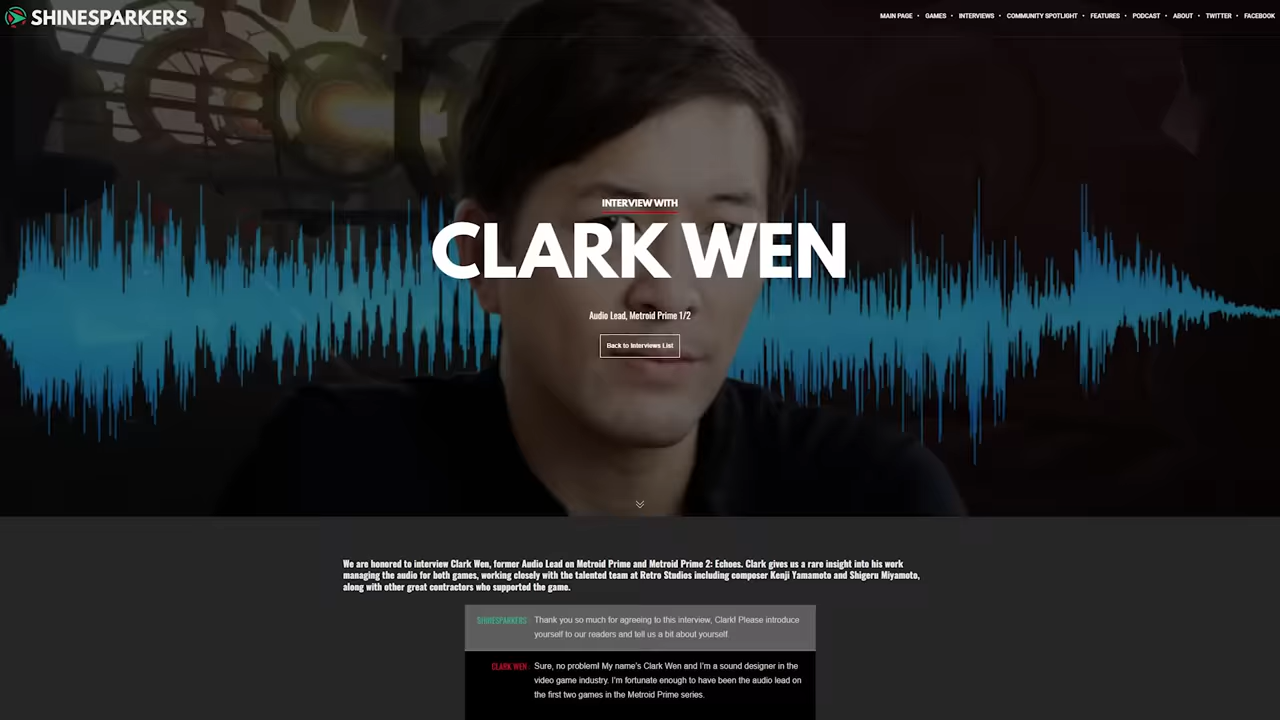 SHINESPARKERS
MAIN PAGE • GAMES • INTERVIEWS • COMMUNITY SPOTLIGHT • FEATURES • PODCAST • ABOUT • TWITTER • FACEBOOK
INTERVIEW WITH
CLARK WEN
Audio Lead, Metroid Prime 1/2
Back to Interviews List
We are honored to interview Clark Wen, former Audio Lead on Metroid Prime and Metroid Prime 2: Echoes. Clark gives us a rare insight into his work
managing the audio for both games, working closely with the talented team at Retro Studios including composer Kenji Yamamoto and Shigeru Miyamoto,
along with other great contractors who supported the game.
SHINESPARKERS: Thank you so much for agreeing to this interview, Clark! Please introduce
yourself to our readers and tell us a bit about yourself.
CLARK WEN: Sure, no problem! My name's Clark Wen and I'm a sound designer in the
video game industry. I'm fortunate enough to have been the audio lead on
the first two games in the Metroid Prime series.